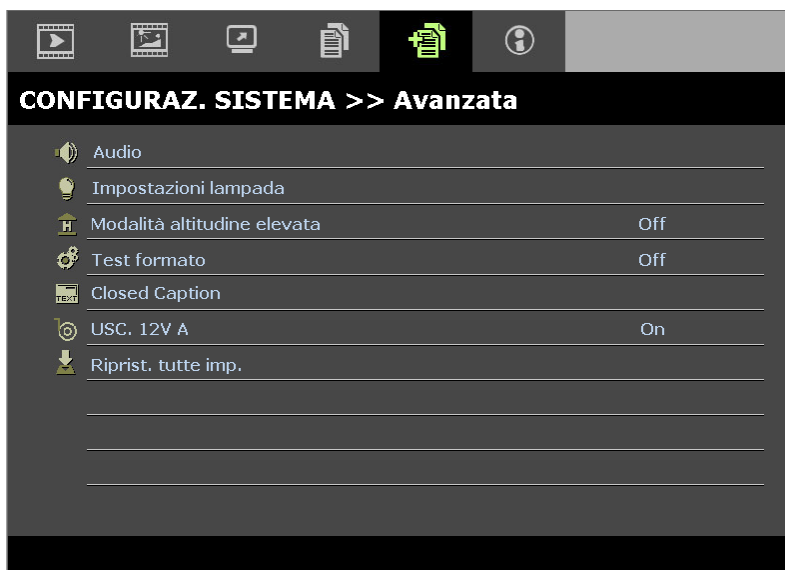 CONFIGURAZ. SISTEMA >> Avanzata
Audio
Impostazioni lampada
H Modalità altitudine elevata Off
Test formato Off
TEXT Closed Caption
USC. 12V A On
Riprist. tutte imp.